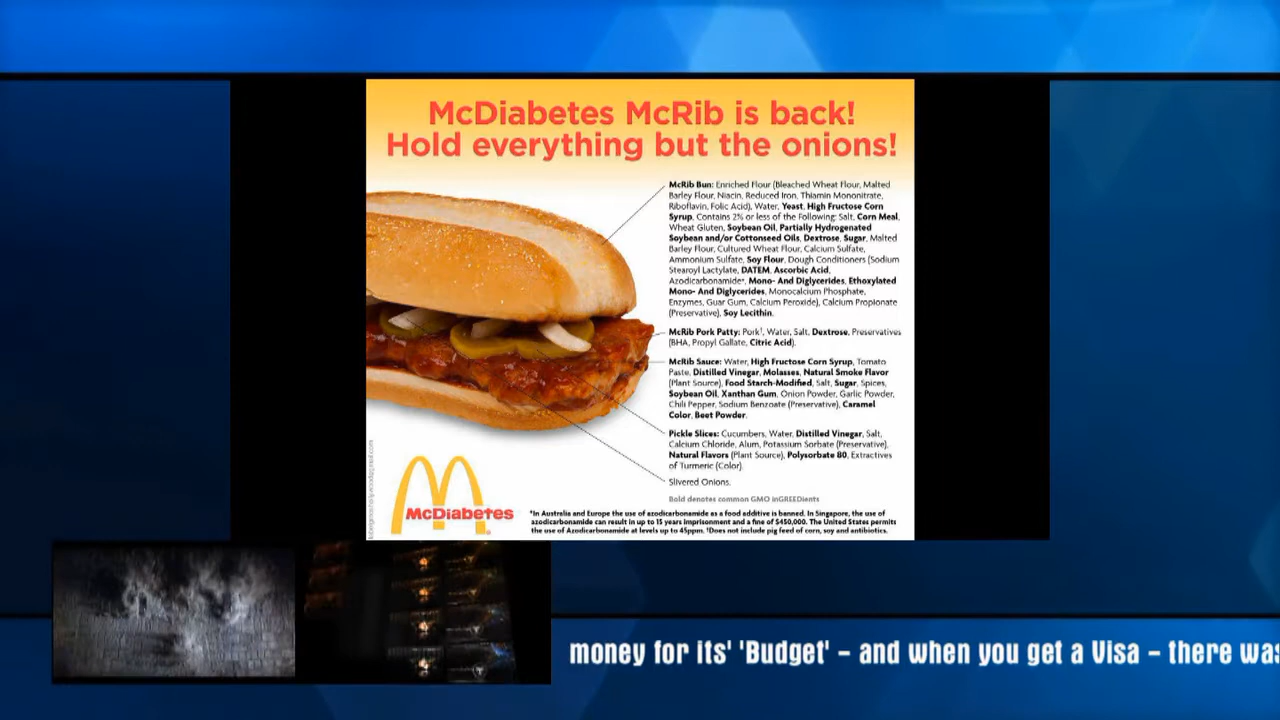 McDiabetes McRib is back!
Hold everything but the onions!
McRib Bun: Enriched Flour (Bleached Wheat Flour, Malted
Barley Flour, Niacin, Reduced Iron, Thiamin Mononitrate,
Riboflavin, Folic Acid), Water, Yeast, High Fructose Corn
Syrup, Contains 2% or less of the Following: Salt, Corn Meal,
Wheat Gluten, Soybean Oil, Partially Hydrogenated
Soybean and/or Cottonseed Oils, Dextrose, Sugar, Malted
Barley Flour, Cultured Wheat Flour, Calcium Sulfate,
Ammonium Sulfate, Soy Flour, Dough Conditioners (Sodium
Stearoyl Lactylate, DATEM, Ascorbic Acid,
Azodicarbonamide*, Mono- And Diglycerides, Ethoxylated
Mono- And Diglycerides, Monocalcium Phosphate,
Enzymes, Guar Gum, Calcium Peroxide), Calcium Propionate
(Preservative), Soy Lecithin.
McRib Pork Patty: Pork†, Water, Salt, Dextrose, Preservatives
(BHA, Propyl Gallate, Citric Acid).
McRib Sauce: Water, High Fructose Corn Syrup, Tomato
Paste, Distilled Vinegar, Molasses, Natural Smoke Flavor
(Plant Source), Food Starch-Modified, Salt, Sugar, Spices,
Soybean Oil, Xanthan Gum, Onion Powder, Garlic Powder,
Chili Pepper, Sodium Benzoate (Preservative), Caramel
Color, Beet Powder.
Pickle Slices: Cucumbers, Water, Distilled Vinegar, Salt,
Calcium Chloride, Alum, Potassium Sorbate (Preservative),
Natural Flavors (Plant Source), Polysorbate 80, Extractives
of Turmeric (Color).
Slivered Onions.
Bold denotes common GMO inGREEDients
McDiabetes
*In Australia and Europe the use of azodicarbonamide as a food additive is banned. In Singapore, the use of
azodicarbonamide can result in up to 15 years imprisonment and a fine of $450,000. The United States permits
the use of Azodicarbonamide at levels up to 45ppm. †Does not include pig feed of corn, soy and antibiotics.
money for its' 'Budget' – and when you get a Visa – there was